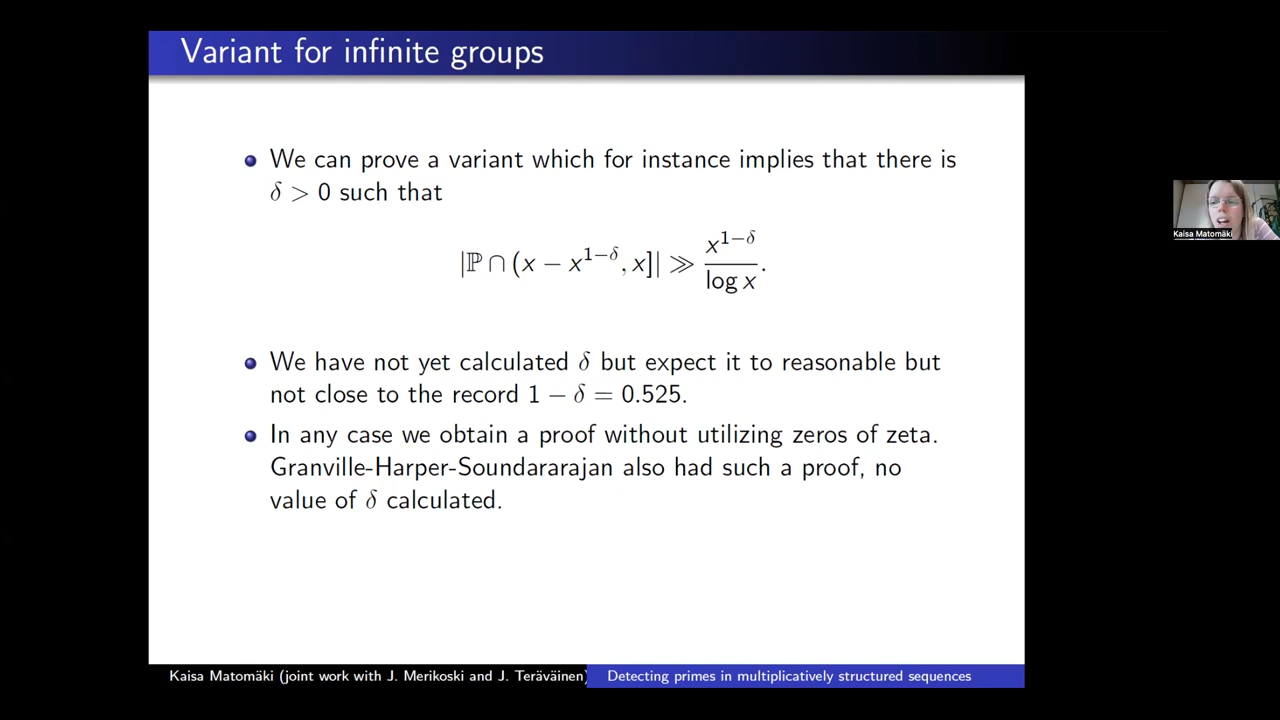 Variant for infinite groups
We can prove a variant which for instance implies that there is
δ > 0 such that
|ℙ ∩ (x − x^{1−δ}, x]| ≫ x^{1−δ} / log x.
We have not yet calculated δ but expect it to reasonable but
not close to the record 1 − δ = 0.525.
In any case we obtain a proof without utilizing zeros of zeta.
Granville-Harper-Soundararajan also had such a proof, no
value of δ calculated.
Kaisa Matomäki
Kaisa Matomäki (joint work with J. Merikoski and J. Teräväinen)
Detecting primes in multiplicatively structured sequences